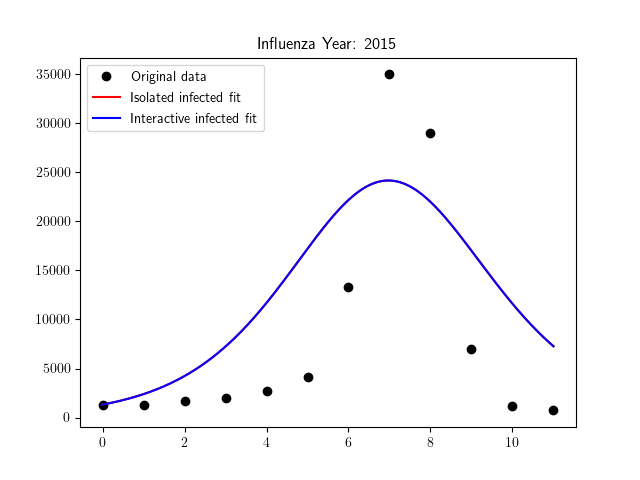 Influenza Year: 2015
Original data
Isolated infected fit
Interactive infected fit
35000
30000
25000
20000
15000
10000
5000
0
0 2 4 6 8 10